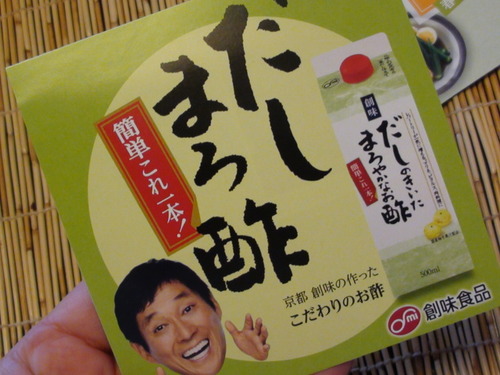 だし
まろ酢
簡単これ一本!
創味
だしのきいた
まろやかなお酢
簡単これ一本!
500ml
京都 創味の作った
こだわりのお酢
創味食品